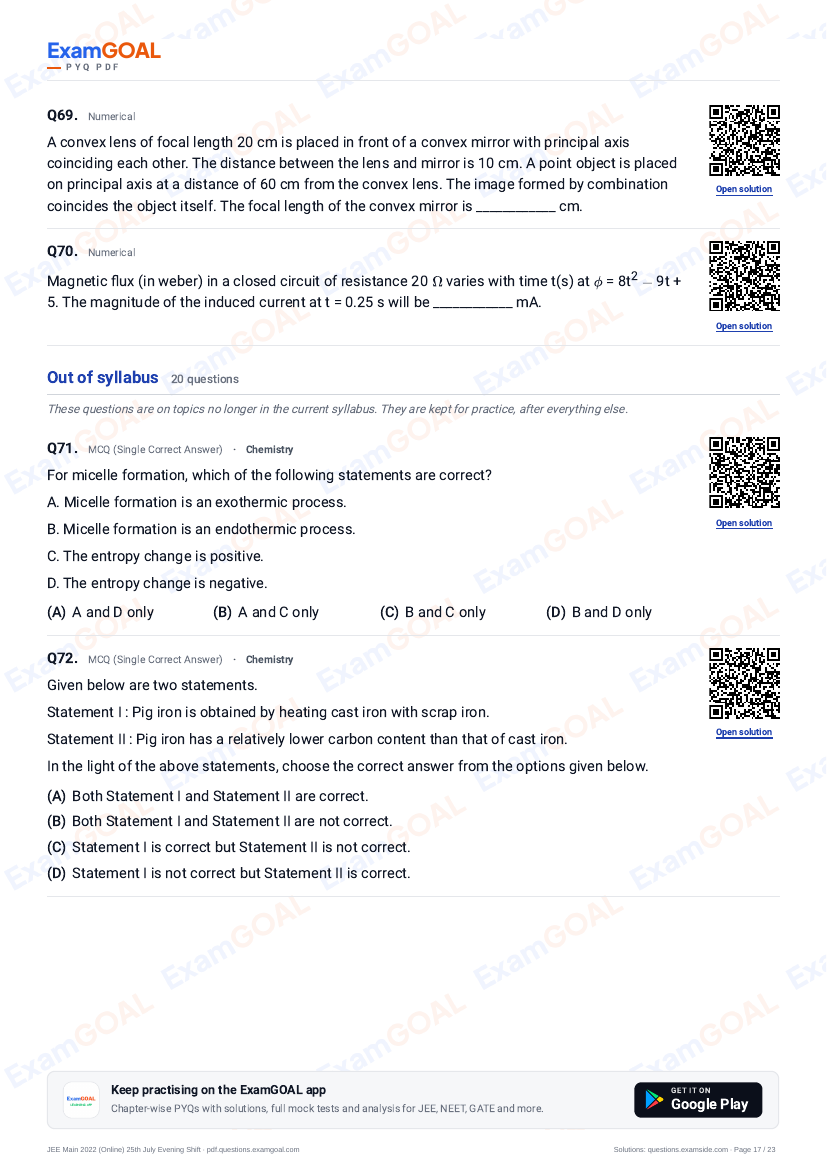 ExamGOAL
PYQ PDF
Q69. Numerical
A convex lens of focal length 20 cm is placed in front of a convex mirror with principal axis
coinciding each other. The distance between the lens and mirror is 10 cm. A point object is placed
on principal axis at a distance of 60 cm from the convex lens. The image formed by combination
coincides the object itself. The focal length of the convex mirror is ____________ cm.
Open solution
Q70. Numerical
Magnetic flux (in weber) in a closed circuit of resistance 20 Ω varies with time t(s) at ϕ = 8t² − 9t +
5. The magnitude of the induced current at t = 0.25 s will be ____________ mA.
Open solution
Out of syllabus 20 questions
These questions are on topics no longer in the current syllabus. They are kept for practice, after everything else.
Q71. MCQ (Single Correct Answer) · Chemistry
For micelle formation, which of the following statements are correct?
A. Micelle formation is an exothermic process.
B. Micelle formation is an endothermic process.
C. The entropy change is positive.
D. The entropy change is negative.
(A) A and D only (B) A and C only (C) B and C only (D) B and D only
Open solution
Q72. MCQ (Single Correct Answer) · Chemistry
Given below are two statements.
Statement I : Pig iron is obtained by heating cast iron with scrap iron.
Statement II : Pig iron has a relatively lower carbon content than that of cast iron.
In the light of the above statements, choose the correct answer from the options given below.
(A) Both Statement I and Statement II are correct.
(B) Both Statement I and Statement II are not correct.
(C) Statement I is correct but Statement II is not correct.
(D) Statement I is not correct but Statement II is correct.
Open solution
ExamGOAL
Keep practising on the ExamGOAL app
Chapter-wise PYQs with solutions, full mock tests and analysis for JEE, NEET, GATE and more.
GET IT ON
Google Play
JEE Main 2022 (Online) 25th July Evening Shift · pdf.questions.examgoal.com
Solutions: questions.examside.com · Page 17 / 23